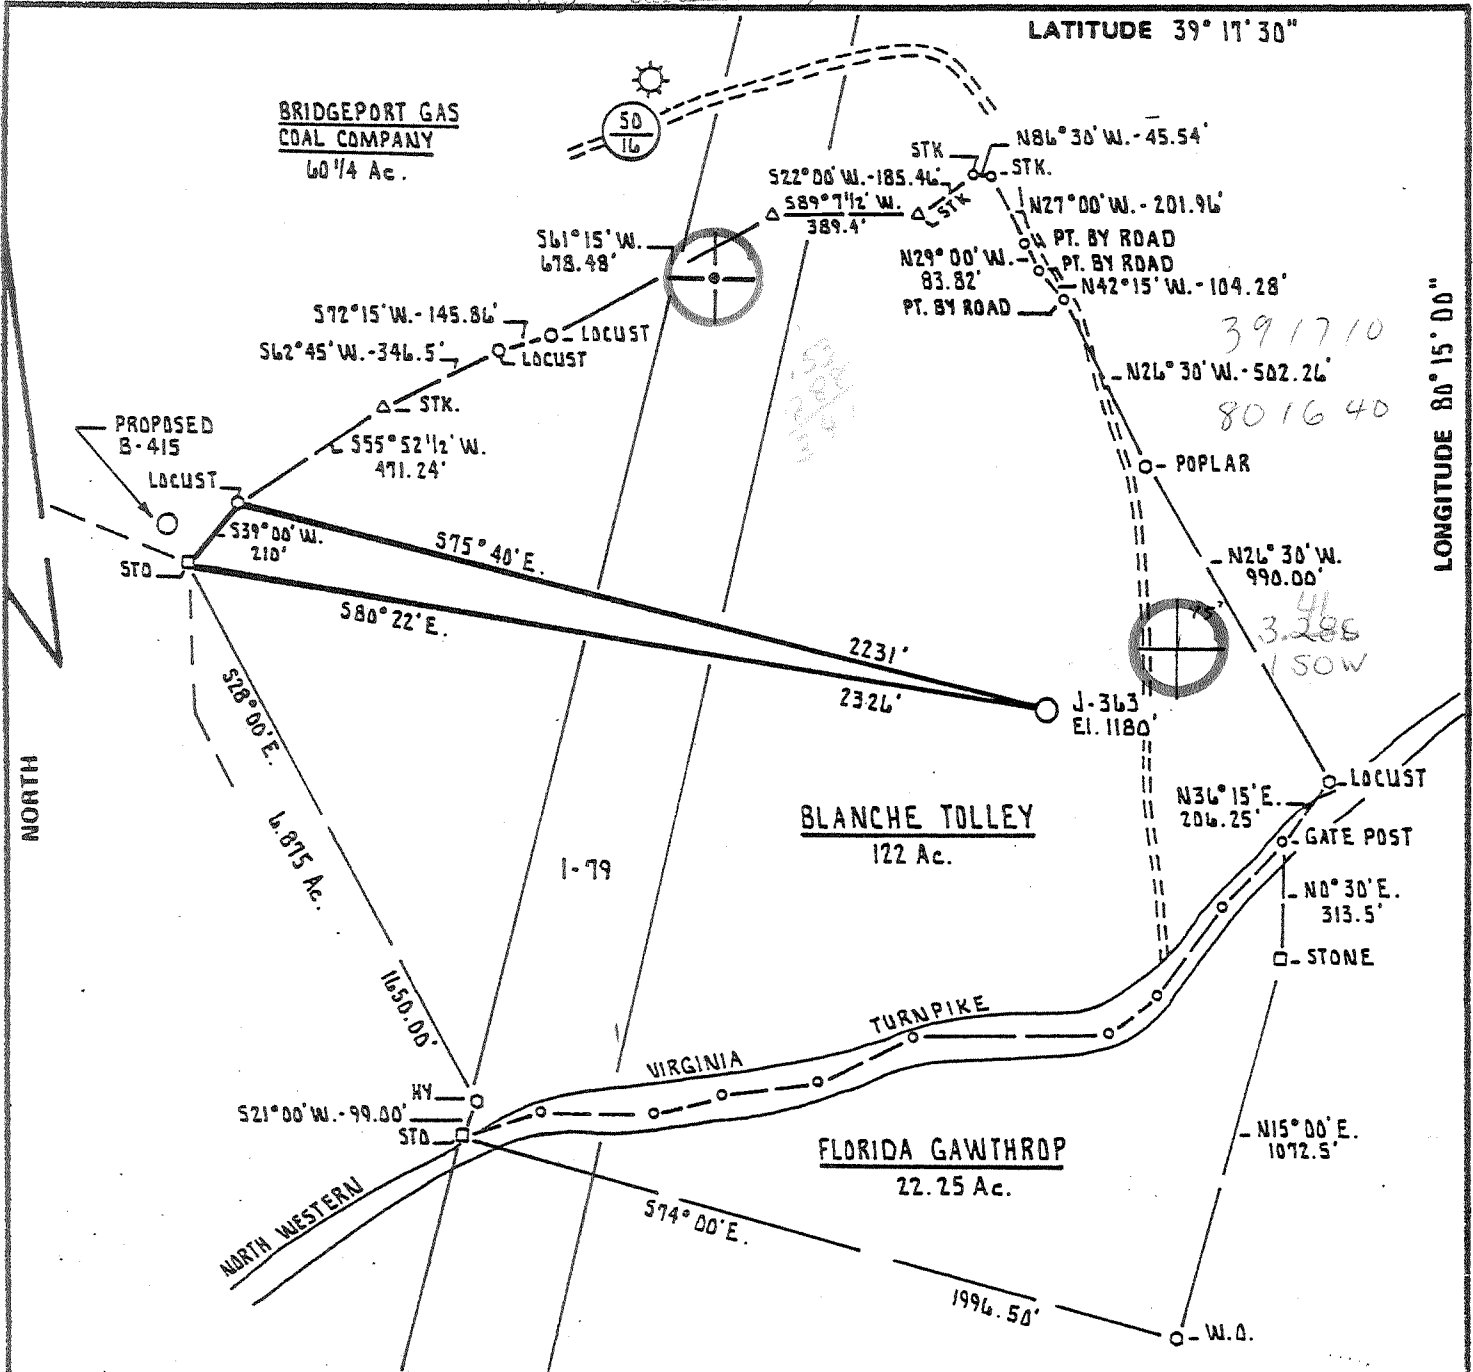 LATITUDE 39° 17' 30"
BRIDGEPORT GAS
COAL COMPANY
60 1/4 Ac.
50
16
N86°30'W.-45.54'
STK
STK.
S22°00'W.-185.46'
S89°7 1/2'W.
389.4'
STK
N27°00'W.-201.96'
S61°15'W.
678.48'
PT. BY ROAD
N29°00'W.-
83.82'
PT. BY ROAD
N42°15'W.-104.28'
PT. BY ROAD
S72°15'W.-145.86'
LOCUST
S62°45'W.-346.5'
LOCUST
391710
N26°30'W.-502.26'
801640
LONGITUDE 80° 15' 00"
STK.
PROPOSED
B-415
S55°52 1/2'W.
471.24'
POPLAR
LOCUST
S39°00'W.
210'
STO
S75°40'E.
2231'
N26°30'W.
990.00'
75'
41
3.288
150W
S80°22'E.
2326'
J-363
El. 1180'
S28°00'E.
1650.00'
6.875 Ac.
NORTH
LOCUST
N36°15'E.
206.25'
GATE POST
BLANCHE TOLLEY
122 Ac.
I-79
N0°30'E.
313.5'
STONE
NORTH WESTERN
VIRGINIA
TURNPIKE
HY
S21°00'W.-99.00'
STO
FLORIDA GAWTHROP
22.25 Ac.
N15°00'E.
1072.5'
S74°00'E.
1996.50'
W.O.